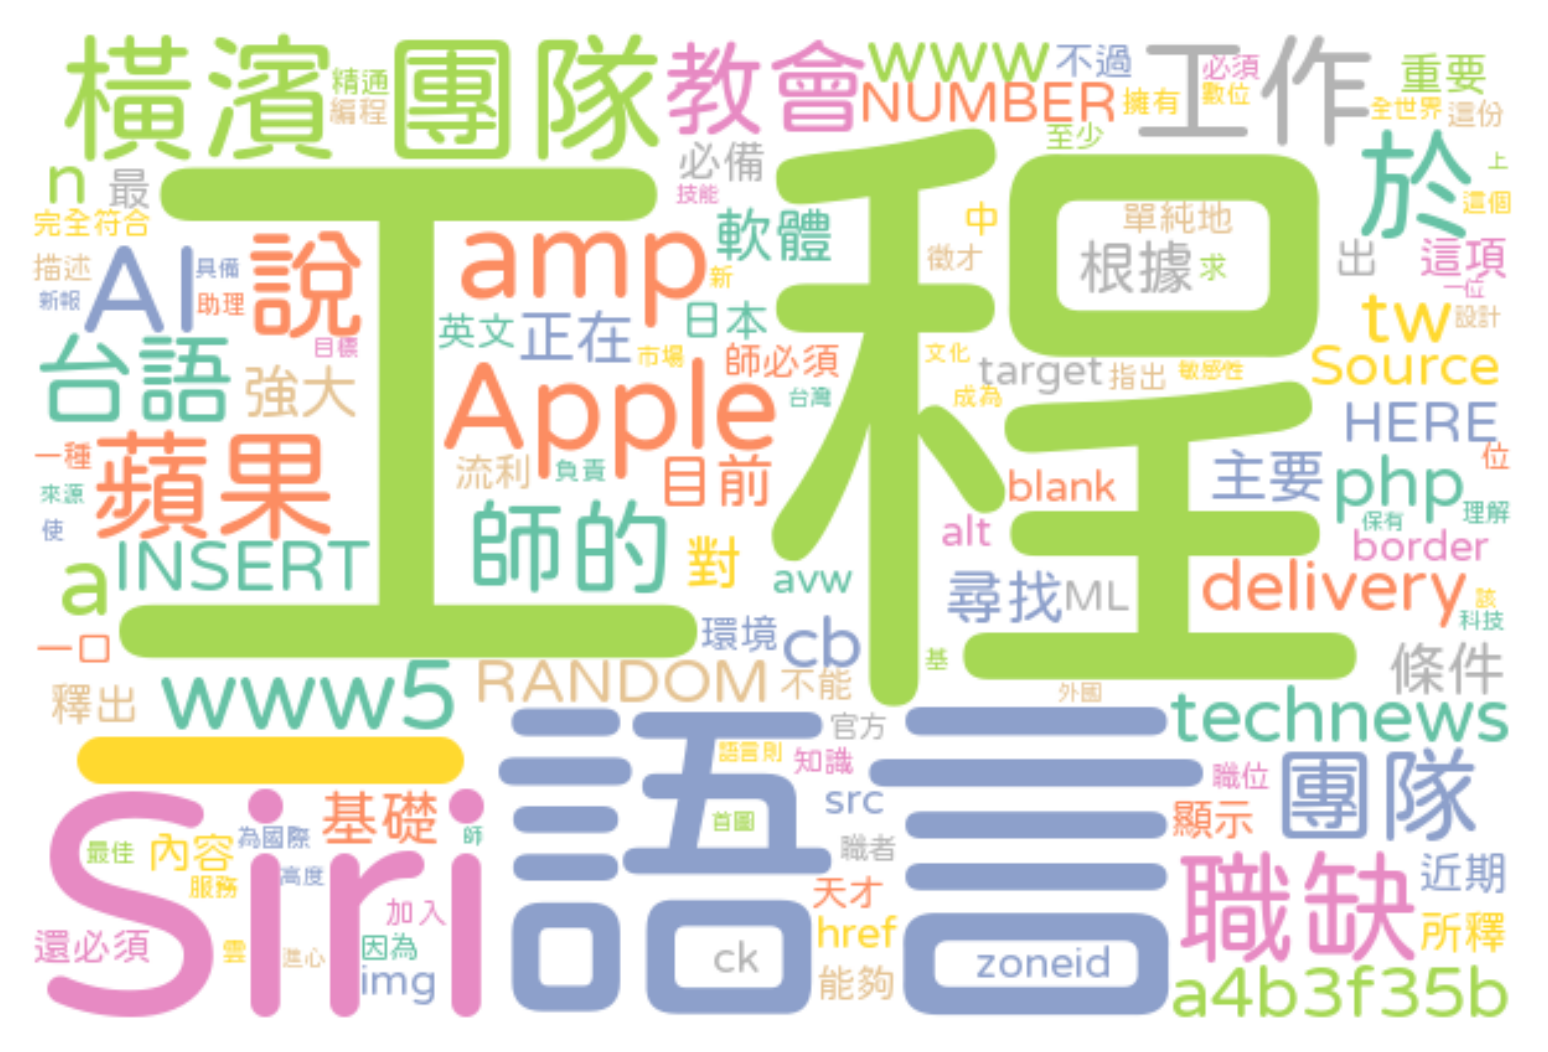 橫濱 團隊 教會 www 不過 工作 必須 重要
精通 編程 NUMBER 擁有 數位 全世界 這份
至少 於 上
n 最 必備 技能 工程 這個
完全符合 軟體 中 單純地
描述 AI 具備 說 amp 新 徵才 根據 求 出 這項
新報 助理 一位
目標 英文 正在 日本 tw 設計
台語 強大 市場 師必須 文化 target 指出 敏感性 Source
Apple 台灣 成為 HERE
一種 蘋果 流利 負責 目前 blank 主要 php 位
來源 理解
使 師的 alt 保有 border
INSERT 對 avw 尋找 ML delivery
a 該
科技
一口 環境 cb 基 條件
釋出 www5 RANDOM 不能 外國 technews
一 語言 官方
語言則 知識 職位 團隊
Siri 基礎 src 顯示
為國際 師 首圖
最佳 內容 職者 職缺 近期
服務 高度 天才
加入 href 所釋
還必須 雲 進心 因為 ck zoneid
img 能夠 a4b3f35b